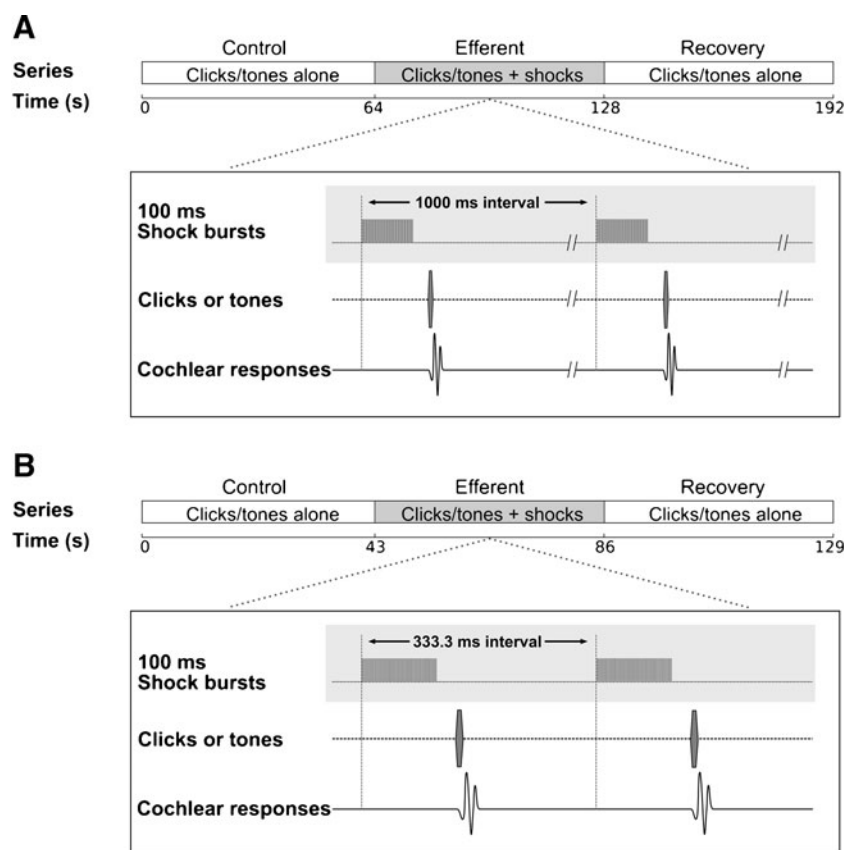 A
Control Efferent Recovery
Series Clicks/tones alone Clicks/tones + shocks Clicks/tones alone
Time (s) 0 64 128 192
1000 ms interval
100 ms
Shock bursts
Clicks or tones
Cochlear responses
B
Control Efferent Recovery
Series Clicks/tones alone Clicks/tones + shocks Clicks/tones alone
Time (s) 0 43 86 129
333.3 ms interval
100 ms
Shock bursts
Clicks or tones
Cochlear responses